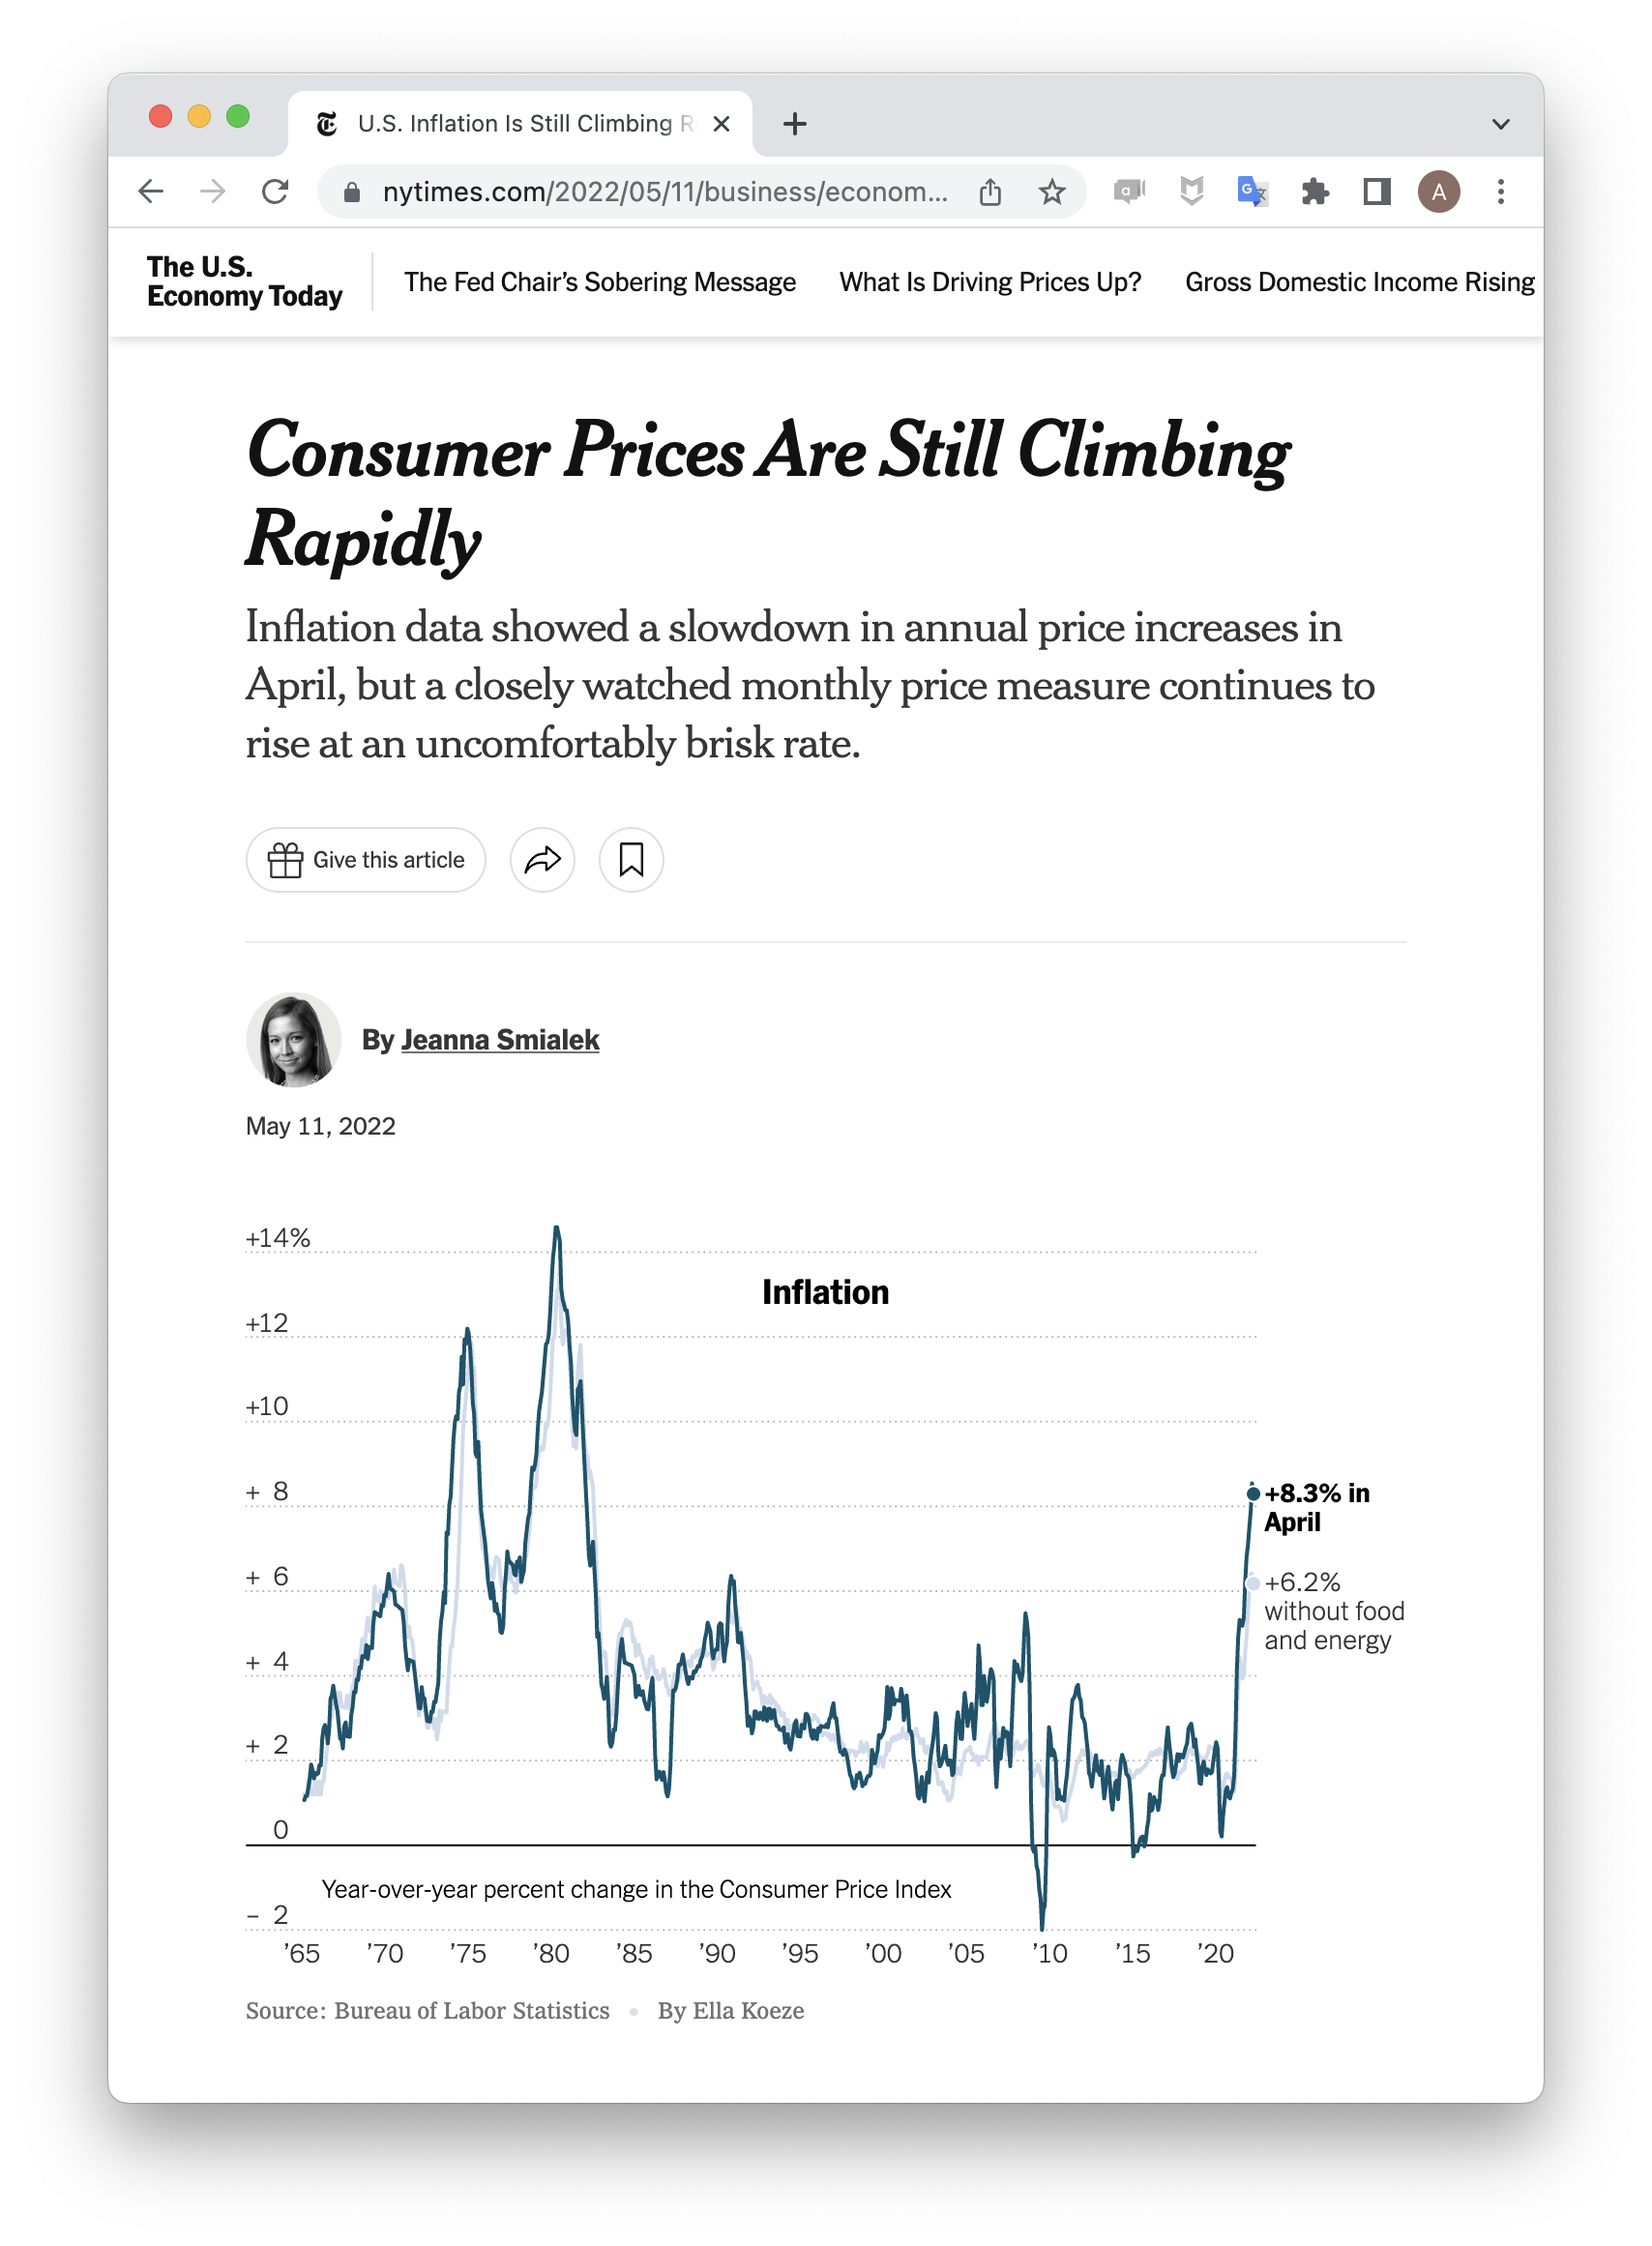 U.S. Inflation Is Still Climbing R
nytimes.com/2022/05/11/business/econom...
A
The U.S.
Economy Today
The Fed Chair’s Sobering Message
What Is Driving Prices Up?
Gross Domestic Income Rising
Consumer Prices Are Still Climbing
Rapidly
Inflation data showed a slowdown in annual price increases in
April, but a closely watched monthly price measure continues to
rise at an uncomfortably brisk rate.
Give this article
By Jeanna Smialek
May 11, 2022
+14%
Inflation
+12
+10
+ 8
+8.3% in
April
+ 6
+6.2%
without food
and energy
+ 4
+ 2
0
Year-over-year percent change in the Consumer Price Index
– 2
’65 ’70 ’75 ’80 ’85 ’90 ’95 ’00 ’05 ’10 ’15 ’20
Source: Bureau of Labor Statistics • By Ella Koeze